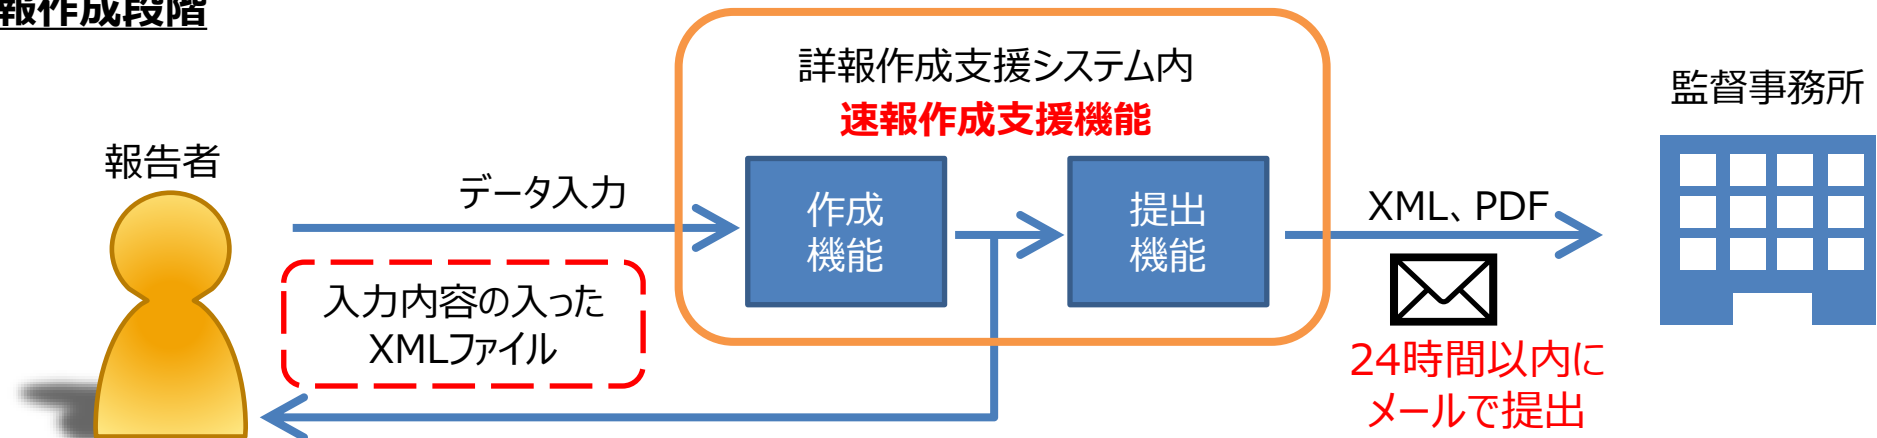 報作成段階
詳報作成支援システム内
速報作成支援機能
監督事務所
報告者
データ入力
作成
機能
提出
機能
XML、PDF
入力内容の入った
XMLファイル
24時間以内に
メールで提出